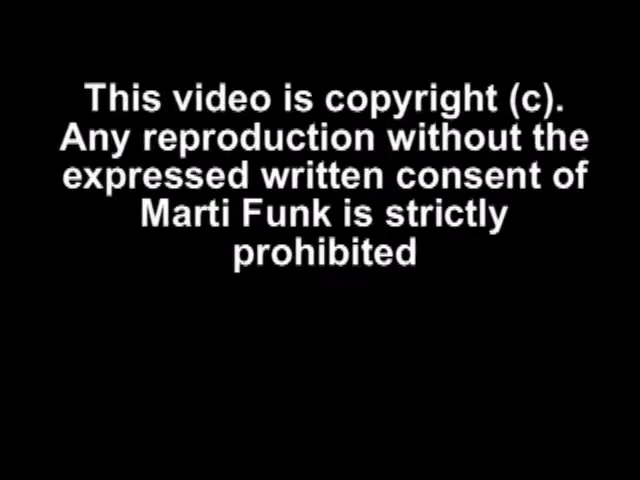 This video is copyright (c).
Any reproduction without the
expressed written consent of
Marti Funk is strictly
prohibited